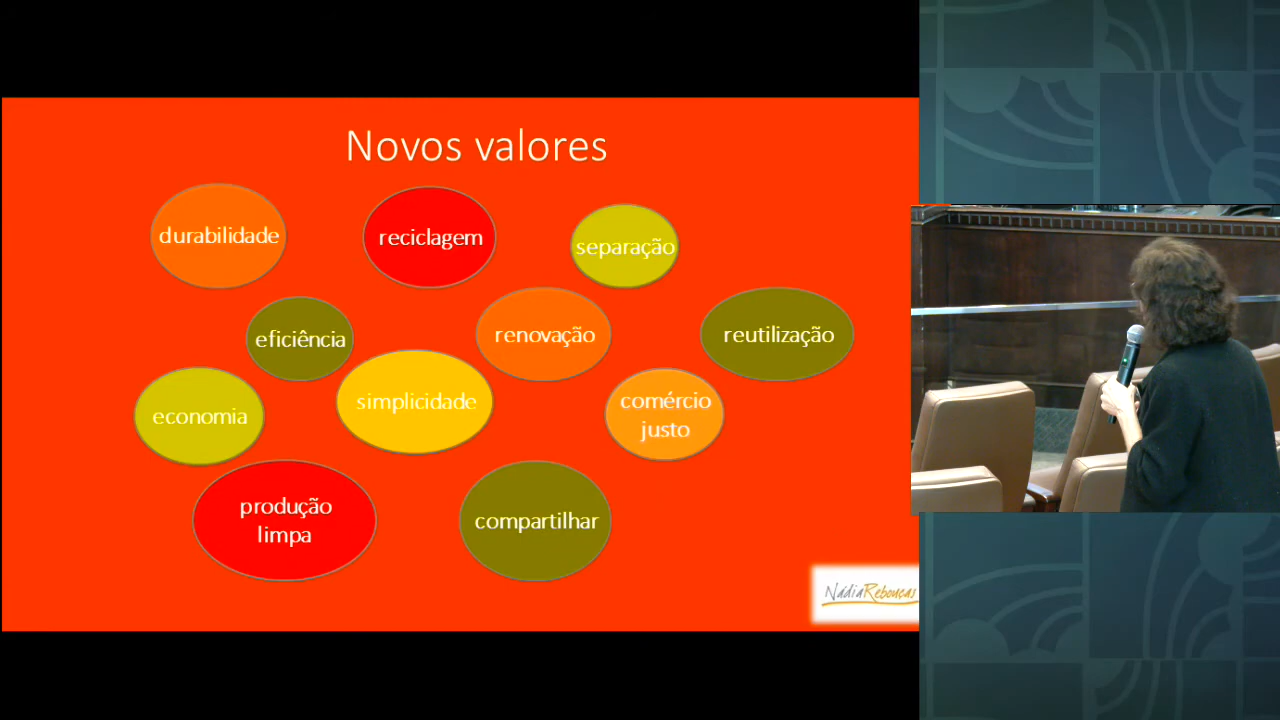 Novos valores
durabilidade
reciclagem
separação
eficiência
renovação
reutilização
economia
simplicidade
comércio
justo
produção
limpa
compartilhar
NádiaRebouças